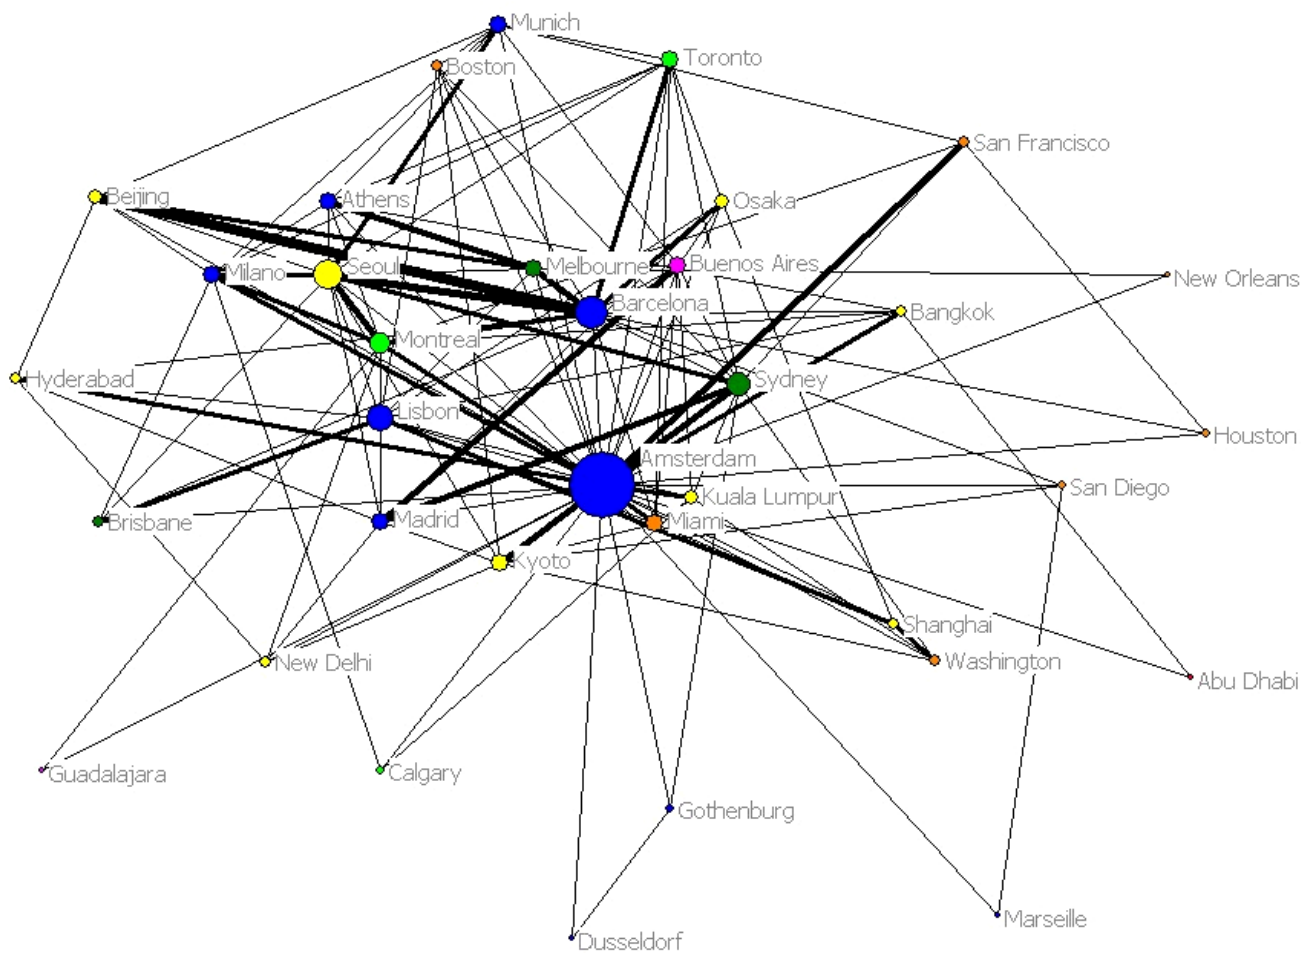 Munich
Toronto
Boston
San Francisco
Beijing
Athens
Osaka
Milano
Seoul
Melbourne
Buenos Aires
New Orleans
Barcelona
Bangkok
Montreal
Hyderabad
Sydney
Lisbon
Houston
Amsterdam
San Diego
Kuala Lumpur
Brisbane
Madrid
Miami
Kyoto
Shanghai
New Delhi
Washington
Abu Dhabi
Guadalajara
Calgary
Gothenburg
Marseille
Dusseldorf